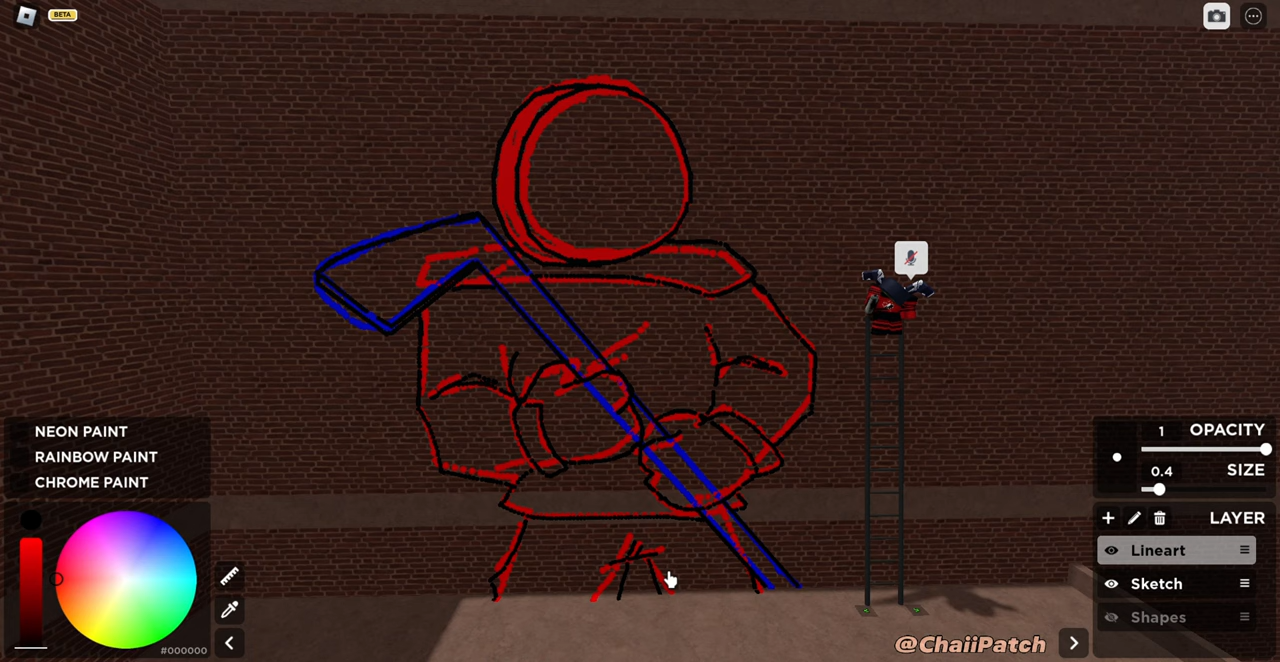 BETA
NEON PAINT
RAINBOW PAINT
CHROME PAINT
#000000
1 OPACITY
0.4 SIZE
LAYER
Lineart
Sketch
Shapes
@ChaiiPatch